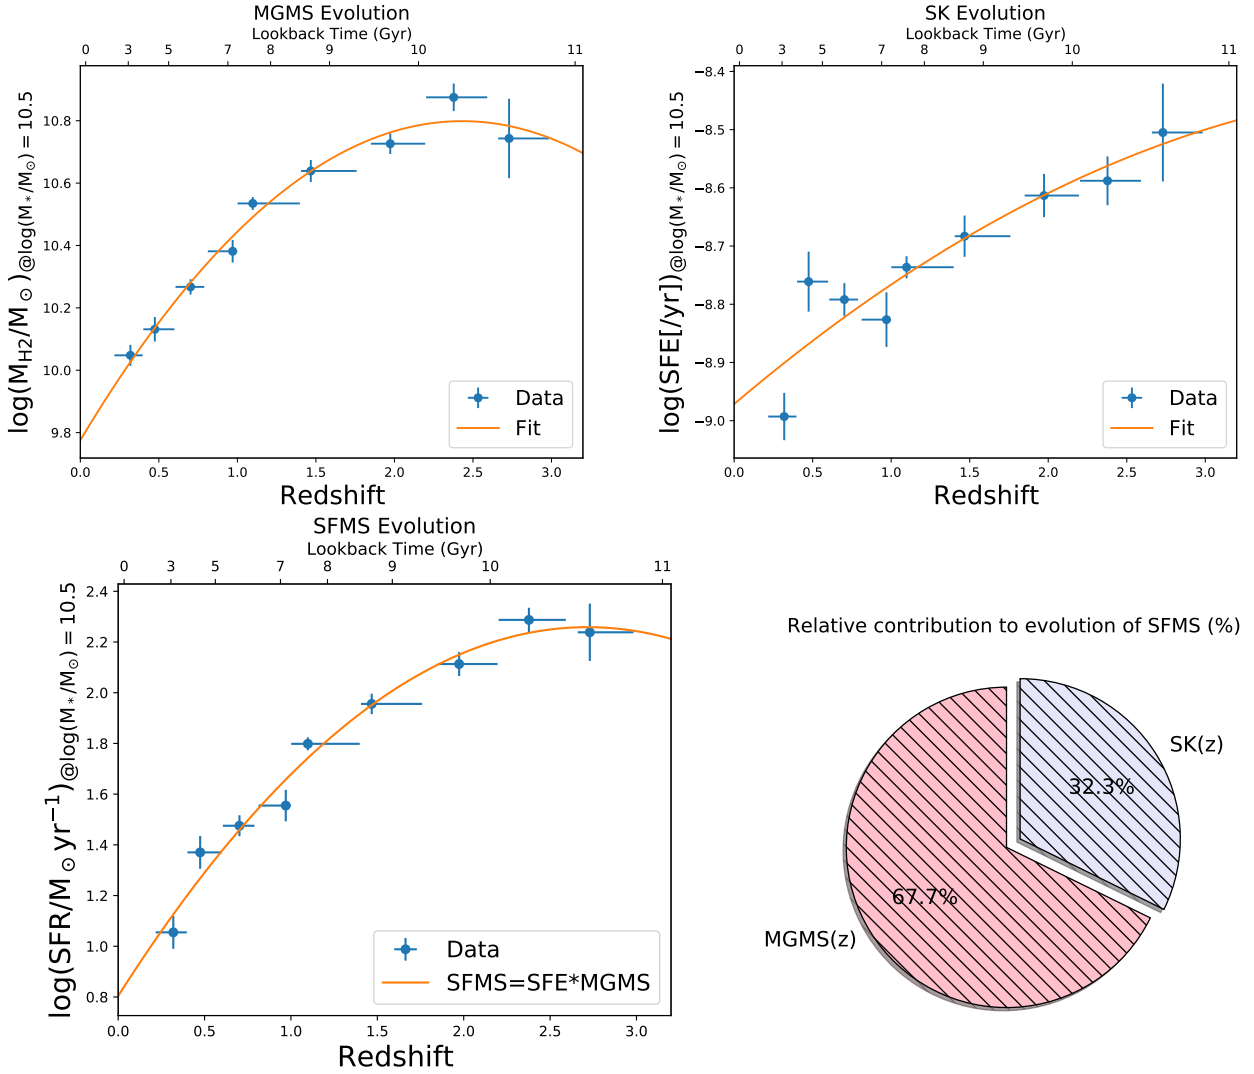 MGMS Evolution
Lookback Time (Gyr)
0 3 5 7 8 9 10 11
log(M_H2/M⊙)@log(M*/M⊙) = 10.5
10.8
10.6
10.4
10.2
10.0
9.8
Data
Fit
0.0 0.5 1.0 1.5 2.0 2.5 3.0
Redshift
SK Evolution
Lookback Time (Gyr)
0 3 5 7 8 9 10 11
log(SFE[/yr])@log(M*/M⊙) = 10.5
−8.4
−8.5
−8.6
−8.7
−8.8
−8.9
−9.0
Data
Fit
0.0 0.5 1.0 1.5 2.0 2.5 3.0
Redshift
SFMS Evolution
Lookback Time (Gyr)
0 3 5 7 8 9 10 11
log(SFR/M⊙yr⁻¹)@log(M*/M⊙) = 10.5
2.4
2.2
2.0
1.8
1.6
1.4
1.2
1.0
0.8
Data
SFMS=SFE*MGMS
0.0 0.5 1.0 1.5 2.0 2.5 3.0
Redshift
Relative contribution to evolution of SFMS (%)
SK(z)
32.3%
67.7%
MGMS(z)